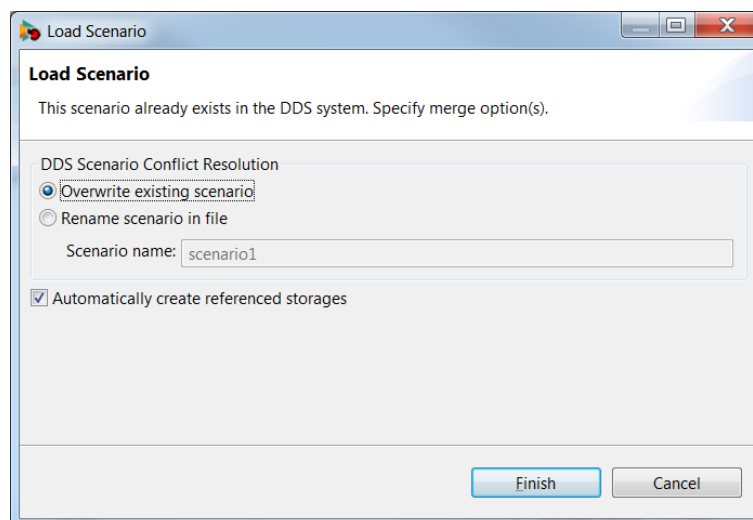 Load Scenario
Load Scenario
This scenario already exists in the DDS system. Specify merge option(s).
DDS Scenario Conflict Resolution
Overwrite existing scenario
Rename scenario in file
Scenario name: scenario1
Automatically create referenced storages
Finish Cancel